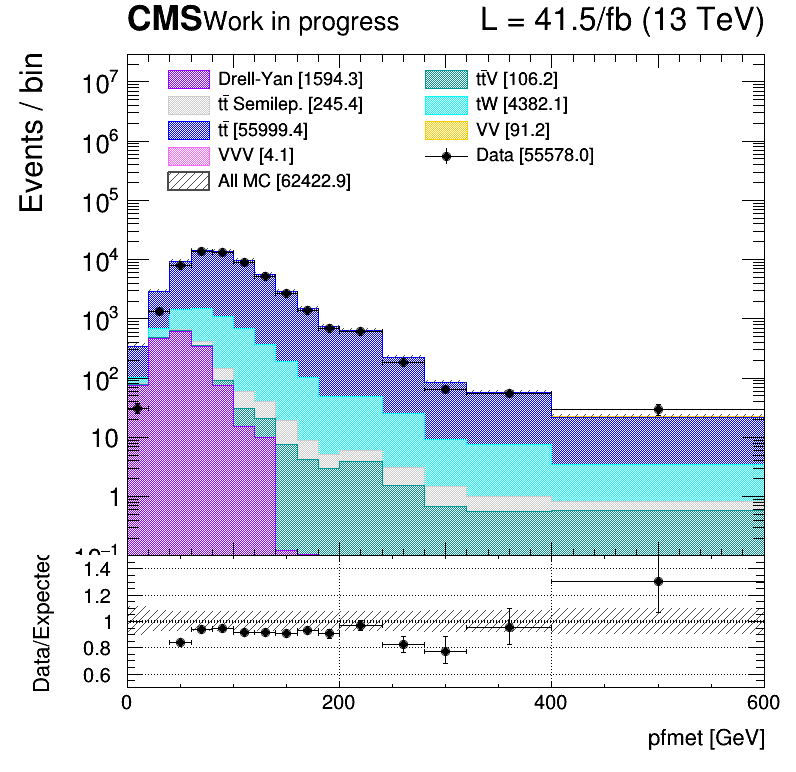 CMS Work in progress L = 41.5/fb (13 TeV)
Events / bin
10⁷
10⁶
10⁵
10⁴
10³
10²
10
1
10⁻¹
Drell-Yan [1594.3]
tt̄ Semilep. [245.4]
tt̄ [55999.4]
VVV [4.1]
All MC [62422.9]
tt̄V [106.2]
tW [4382.1]
VV [91.2]
Data [55578.0]
Data/Expected
1.4
1.2
1
0.8
0.6
0 200 400 600
pfmet [GeV]